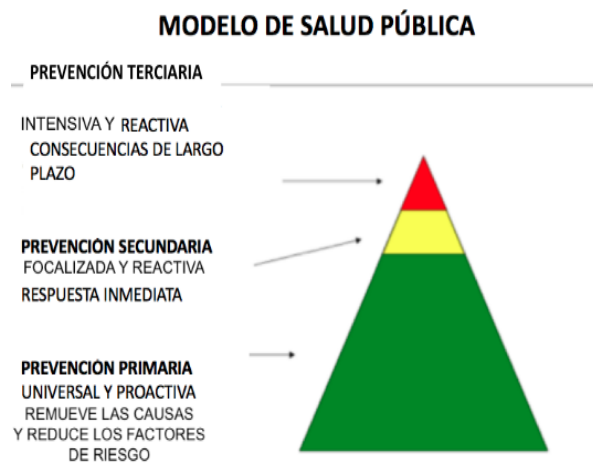 MODELO DE SALUD PÚBLICA
PREVENCIÓN TERCIARIA
INTENSIVA Y REACTIVA
CONSECUENCIAS DE LARGO
PLAZO
PREVENCIÓN SECUNDARIA
FOCALIZADA Y REACTIVA
RESPUESTA INMEDIATA
PREVENCIÓN PRIMARIA
UNIVERSAL Y PROACTIVA
REMUEVE LAS CAUSAS
Y REDUCE LOS FACTORES
DE RIESGO